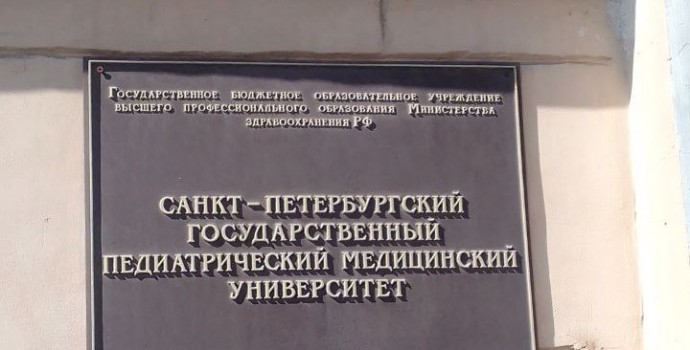 Государственное бюджетное образовательное учреждение
высшего профессионального образования Министерства
здравоохранения РФ
САНКТ – ПЕТЕРБУРГСКИЙ
ГОСУДАРСТВЕННЫЙ
ПЕДИАТРИЧЕСКИЙ МЕДИЦИНСКИЙ
УНИВЕРСИТЕТ